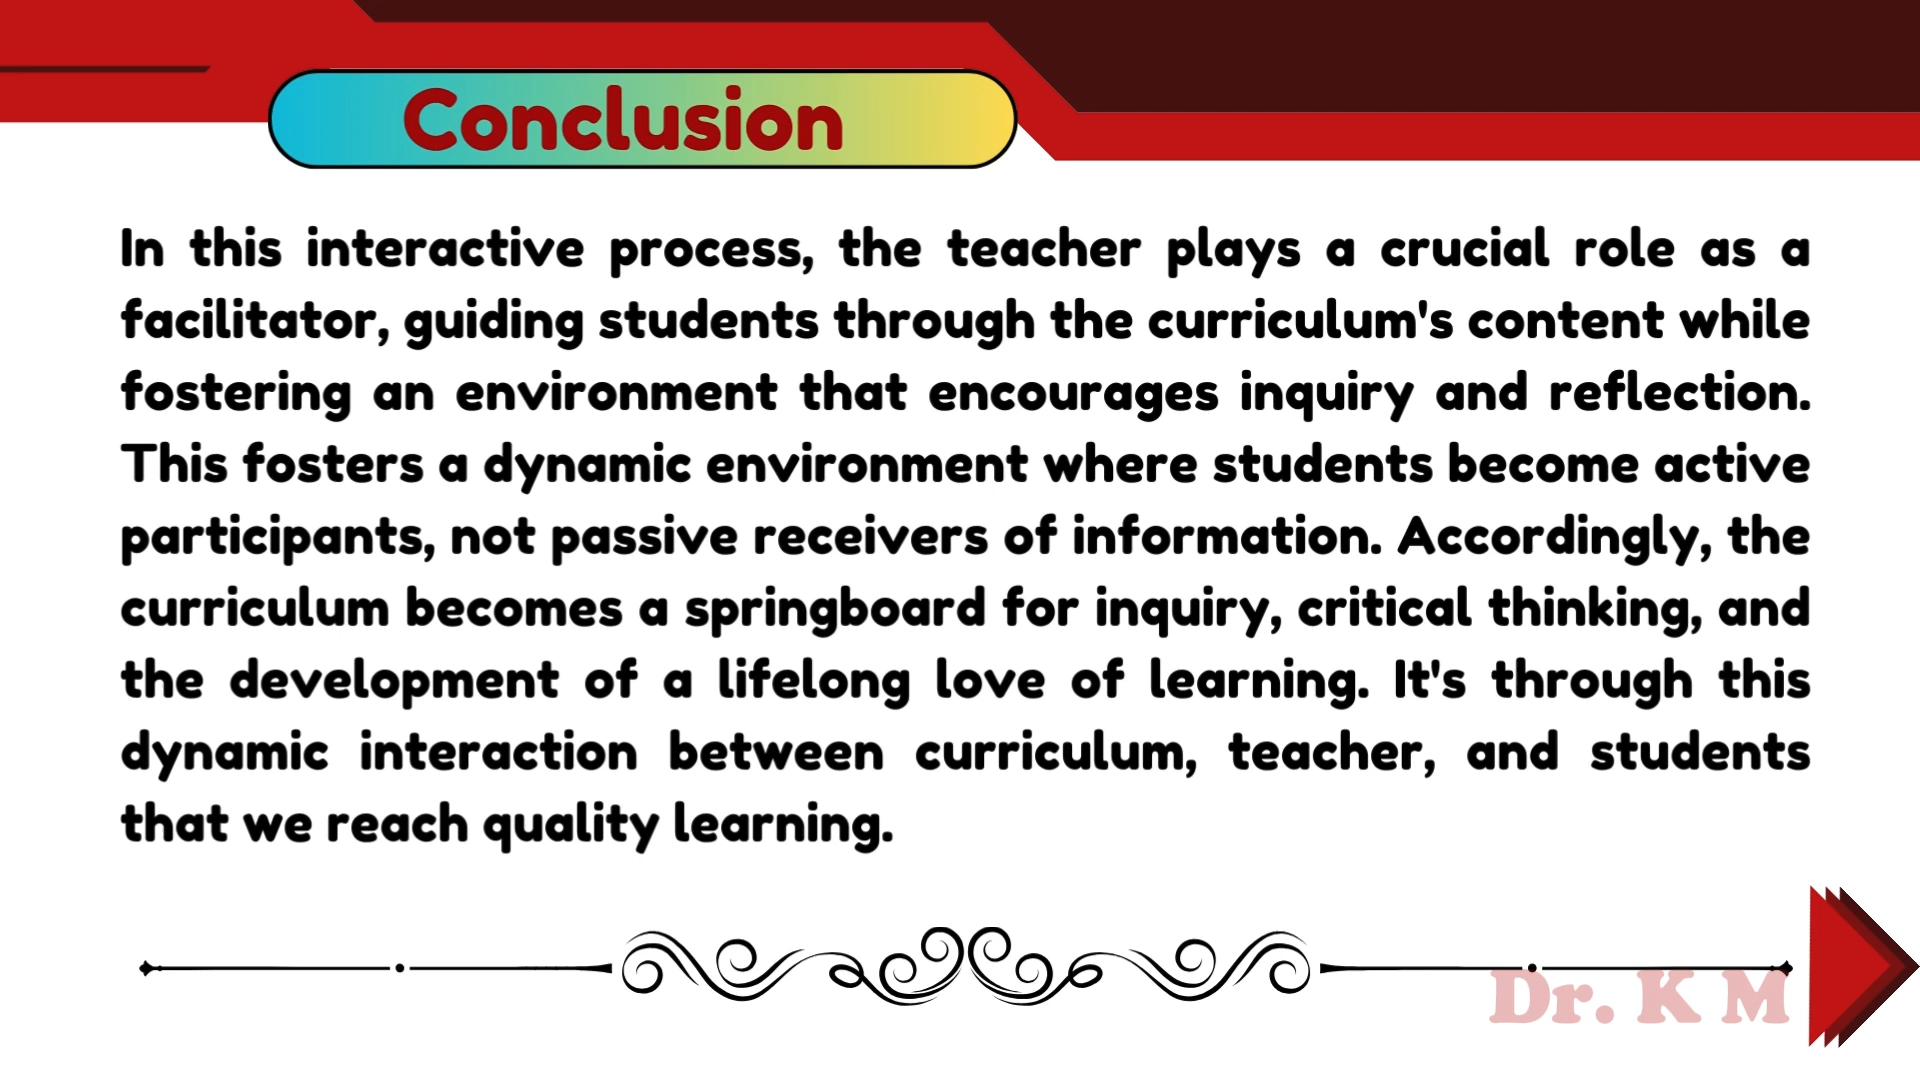 Conclusion
In this interactive process, the teacher plays a crucial role as a
facilitator, guiding students through the curriculum's content while
fostering an environment that encourages inquiry and reflection.
This fosters a dynamic environment where students become active
participants, not passive receivers of information. Accordingly, the
curriculum becomes a springboard for inquiry, critical thinking, and
the development of a lifelong love of learning. It's through this
dynamic interaction between curriculum, teacher, and students
that we reach quality learning.
Dr. K M